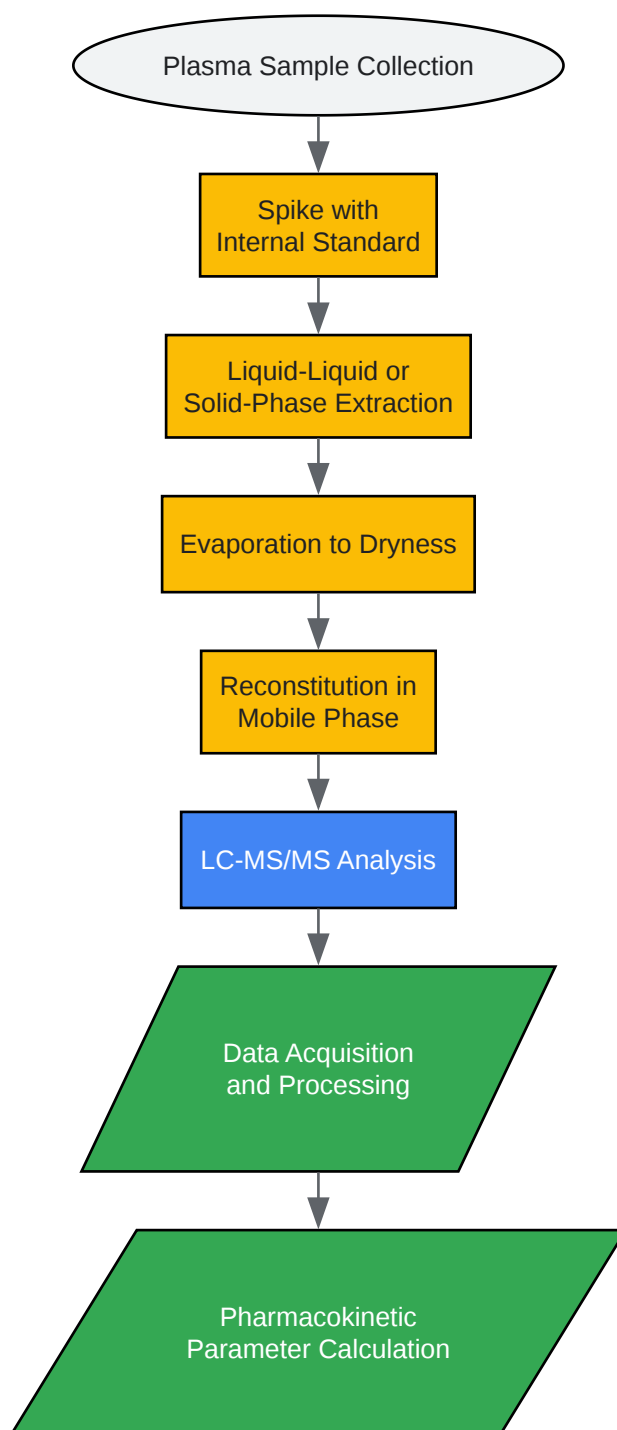 Plasma Sample Collection
Spike with
Internal Standard
Liquid-Liquid or
Solid-Phase Extraction
Evaporation to Dryness
Reconstitution in
Mobile Phase
LC-MS/MS Analysis
Data Acquisition
and Processing
Pharmacokinetic
Parameter Calculation